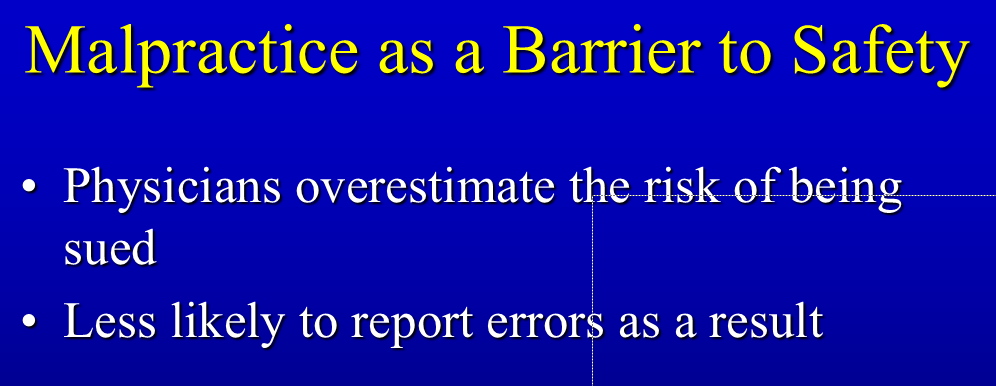 Malpractice as a Barrier to Safety
• Physicians overestimate the risk of being
sued
• Less likely to report errors as a result